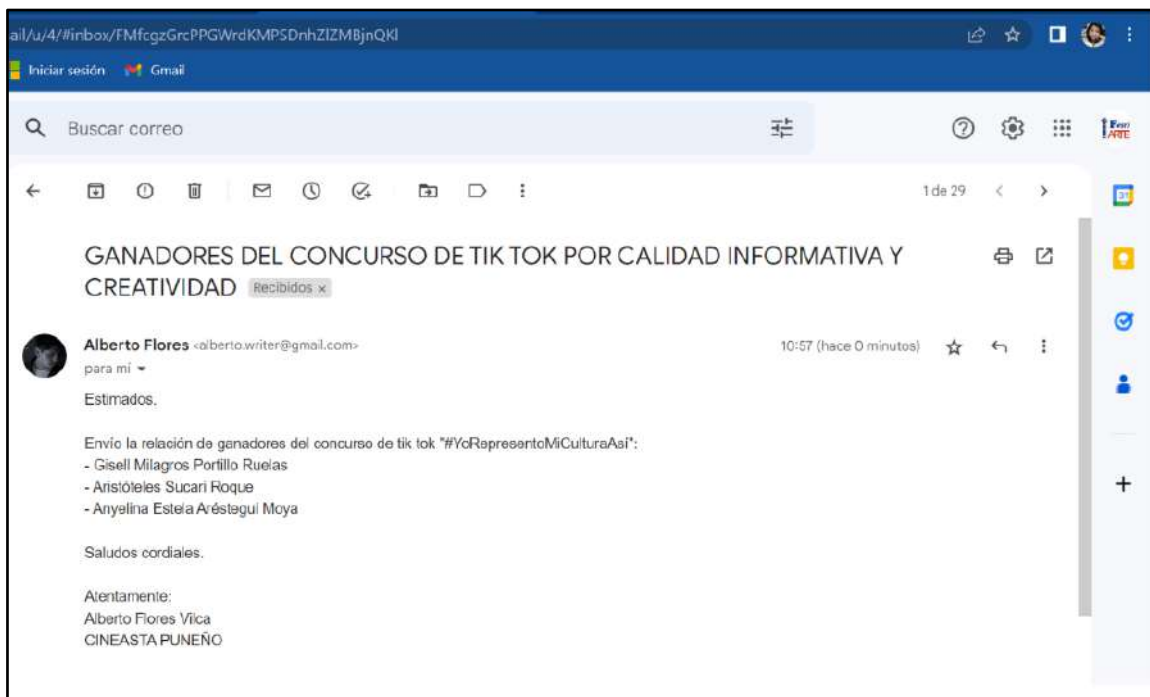 ail/u/4/#inbox/FMfcgzGrcPPGWrdKMPSDnhZlZMBjnQKl
Iniciar sesión Gmail
Buscar correo
Festi ARTE
1 de 29
31
GANADORES DEL CONCURSO DE TIK TOK POR CALIDAD INFORMATIVA Y
CREATIVIDAD Recibidos x
Alberto Flores <alberto.writer@gmail.com> 10:57 (hace 0 minutos)
para mí
Estimados.
Envío la relación de ganadores del concurso de tik tok "#YoRepresentoMiCulturaAsí":
- Gisell Milagros Portillo Ruelas
- Aristóteles Sucari Roque
- Anyelina Estela Aréstegui Moya
Saludos cordiales.
Atentamente:
Alberto Flores Vilca
CINEASTA PUNEÑO